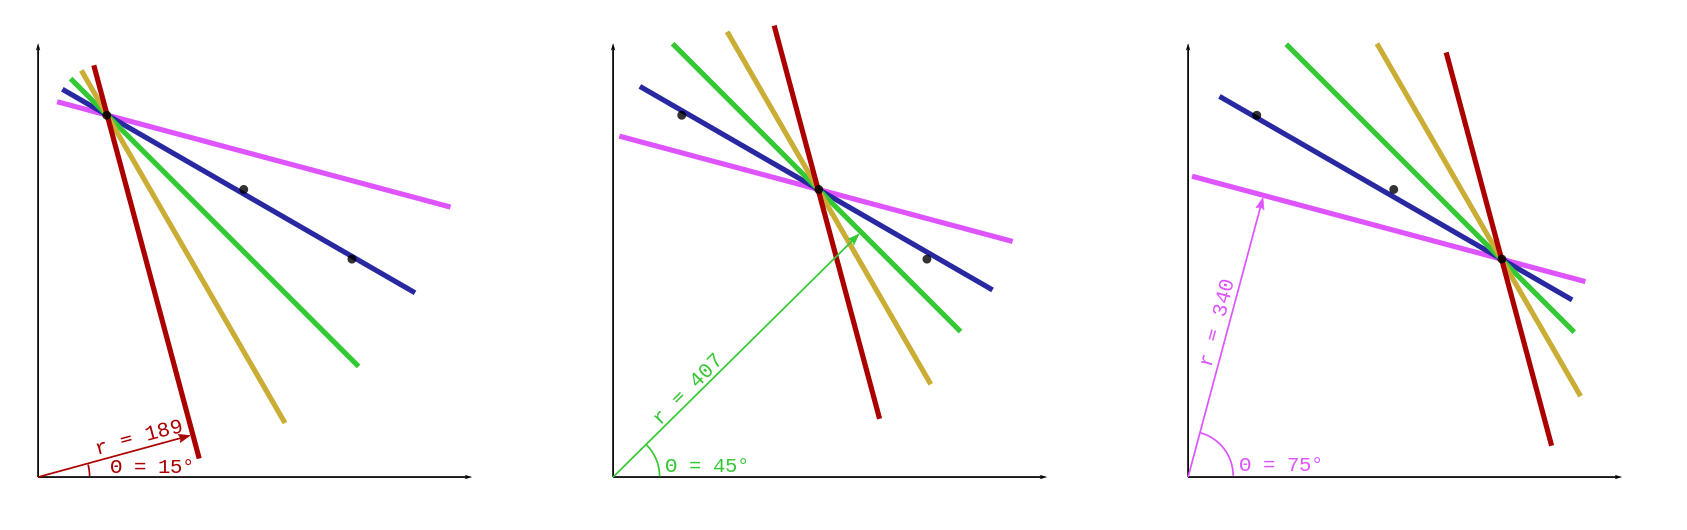 r = 189
Θ = 15°
r = 407
Θ = 45°
r = 340
Θ = 75°